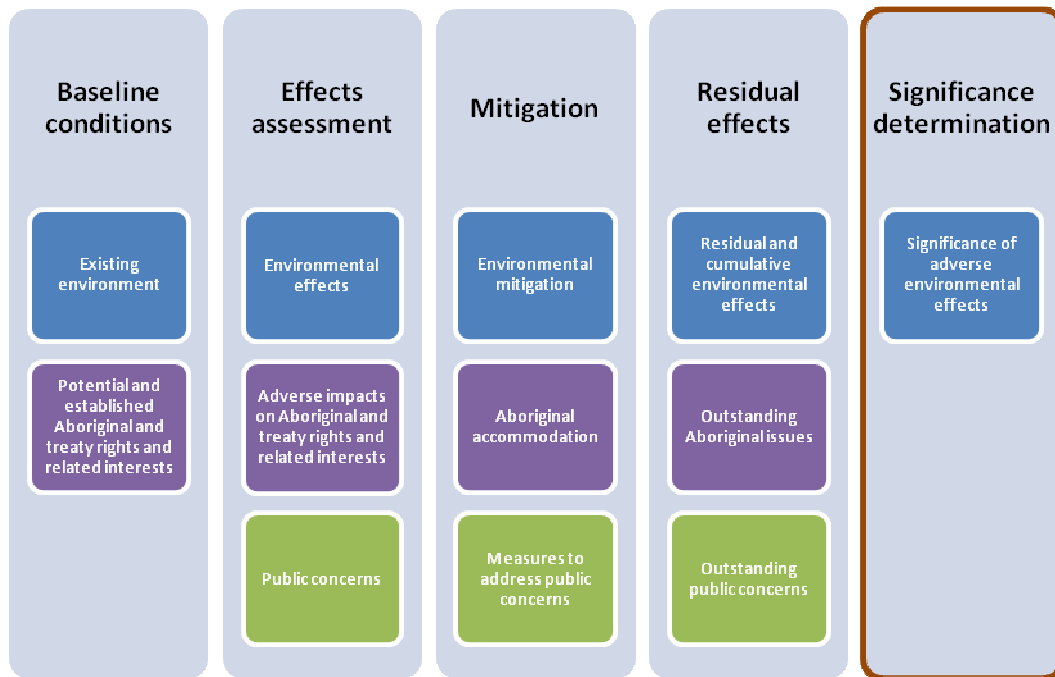 Baseline
conditions
Existing
environment
Potential and
established
Aboriginal and
treaty rights and
related interests
Effects
assessment
Environmental
effects
Adverse impacts
on Aboriginal and
treaty rights and
related interests
Public concerns
Mitigation
Environmental
mitigation
Aboriginal
accommodation
Measures to
address public
concerns
Residual
effects
Residual and
cumulative
environmental
effects
Outstanding
Aboriginal issues
Outstanding
public concerns
Significance
determination
Significance of
adverse
environmental
effects